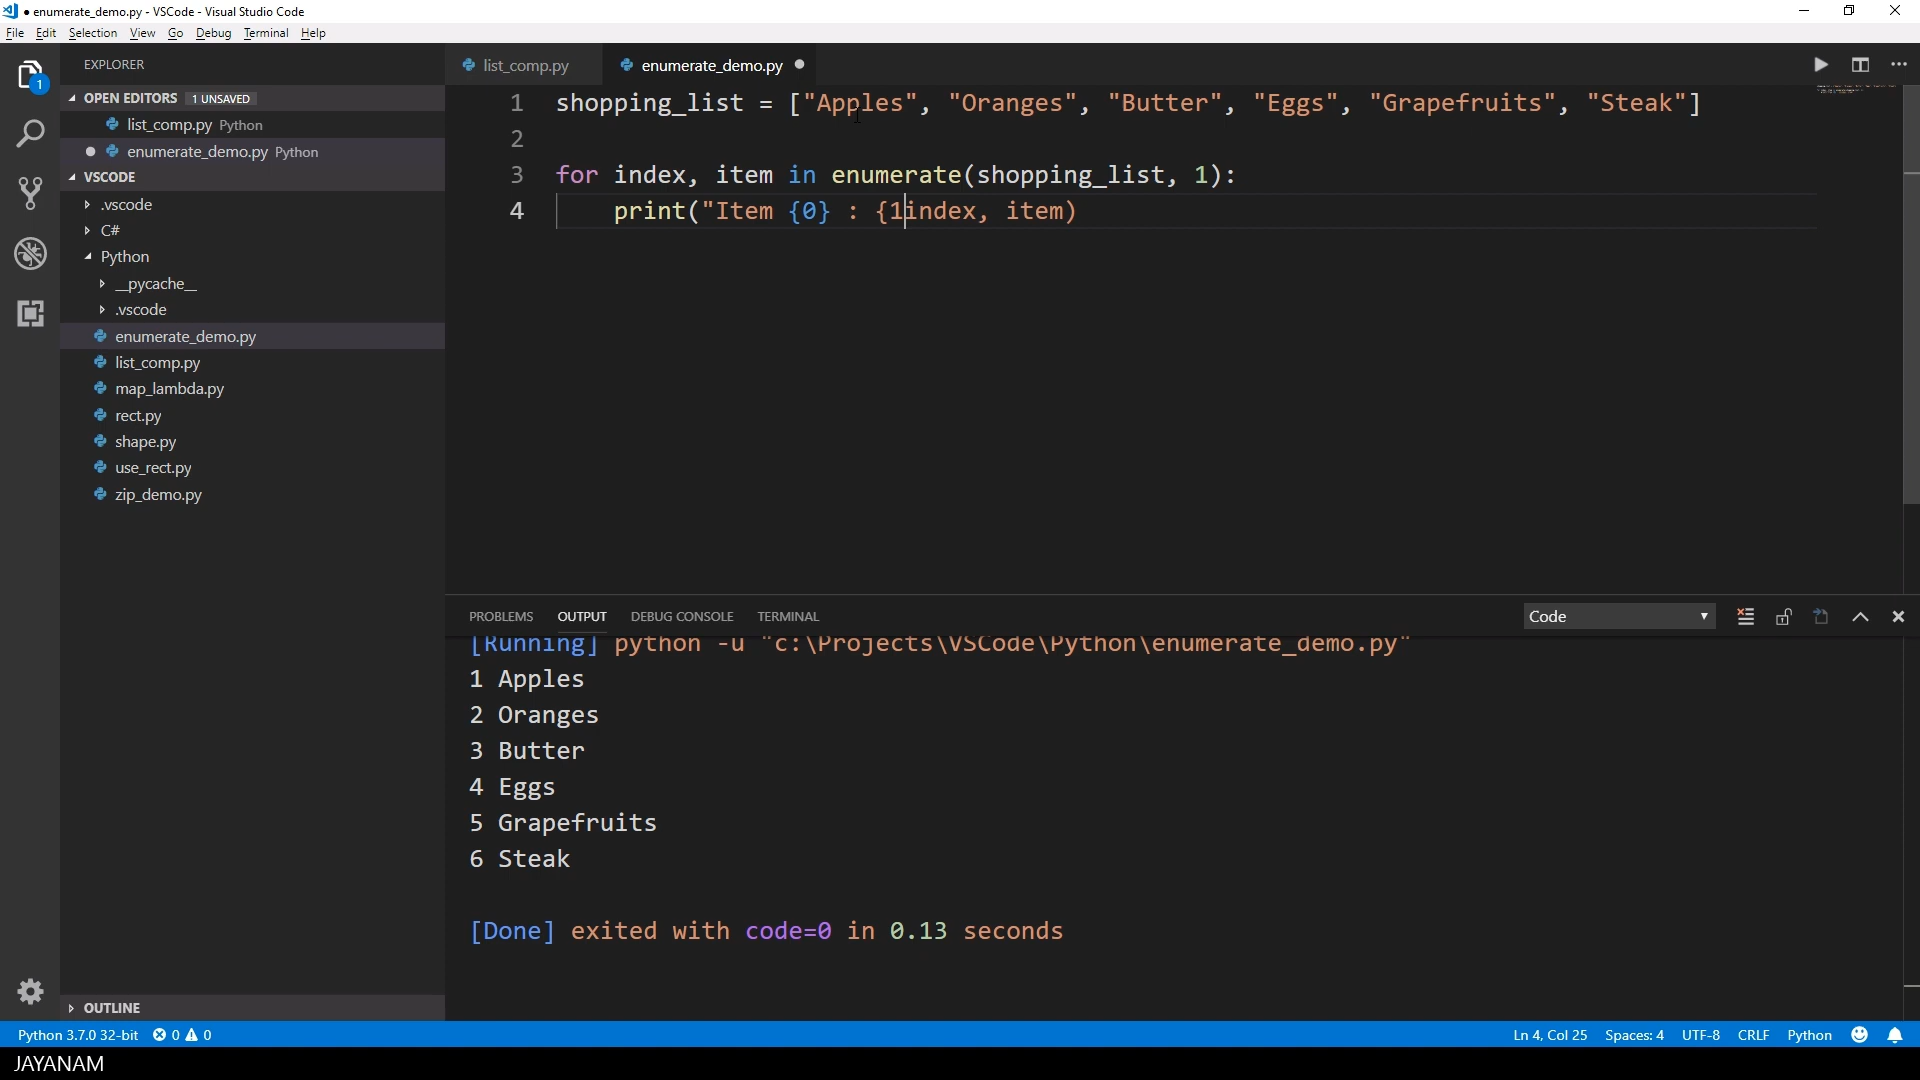 ● enumerate_demo.py - VSCode - Visual Studio Code
File Edit Selection View Go Debug Terminal Help
EXPLORER
1
OPEN EDITORS 1 UNSAVED
list_comp.py Python
● enumerate_demo.py Python
VSCODE
.vscode
C#
Python
__pycache__
.vscode
enumerate_demo.py
list_comp.py
map_lambda.py
rect.py
shape.py
use_rect.py
zip_demo.py
OUTLINE
list_comp.py enumerate_demo.py ●
1 shopping_list = ["Apples", "Oranges", "Butter", "Eggs", "Grapefruits", "Steak"]
2
3 for index, item in enumerate(shopping_list, 1):
4 print("Item {0} : {1index, item)
PROBLEMS OUTPUT DEBUG CONSOLE TERMINAL Code
[Running] python -u "c:\Projects\VSCode\Python\enumerate_demo.py"
1 Apples
2 Oranges
3 Butter
4 Eggs
5 Grapefruits
6 Steak
[Done] exited with code=0 in 0.13 seconds
Python 3.7.0 32-bit 0 0 Ln 4, Col 25 Spaces: 4 UTF-8 CRLF Python
JAYANAM